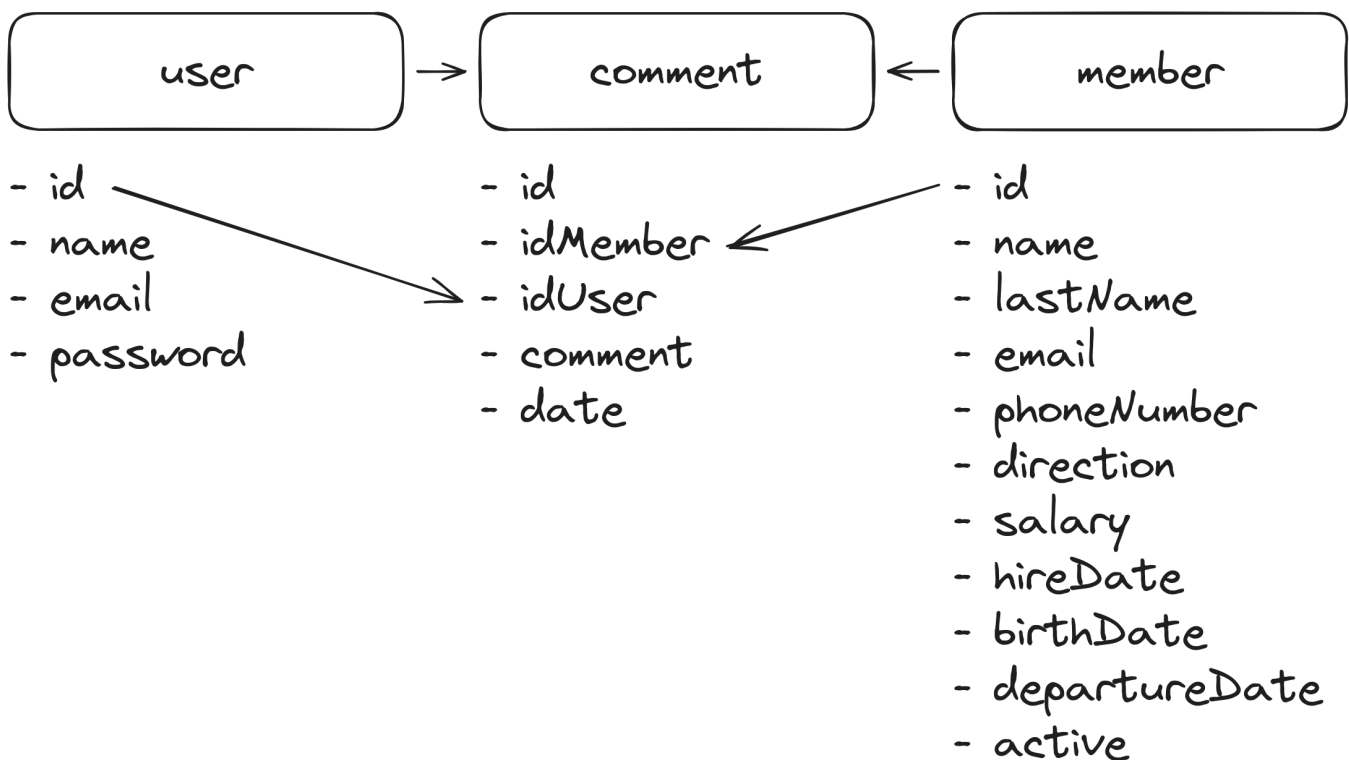 user
- id
- name
- email
- password
comment
- id
- idMember
- idUser
- comment
- date
member
- id
- name
- lastName
- email
- phoneNumber
- direction
- salary
- hireDate
- birthDate
- departureDate
- active